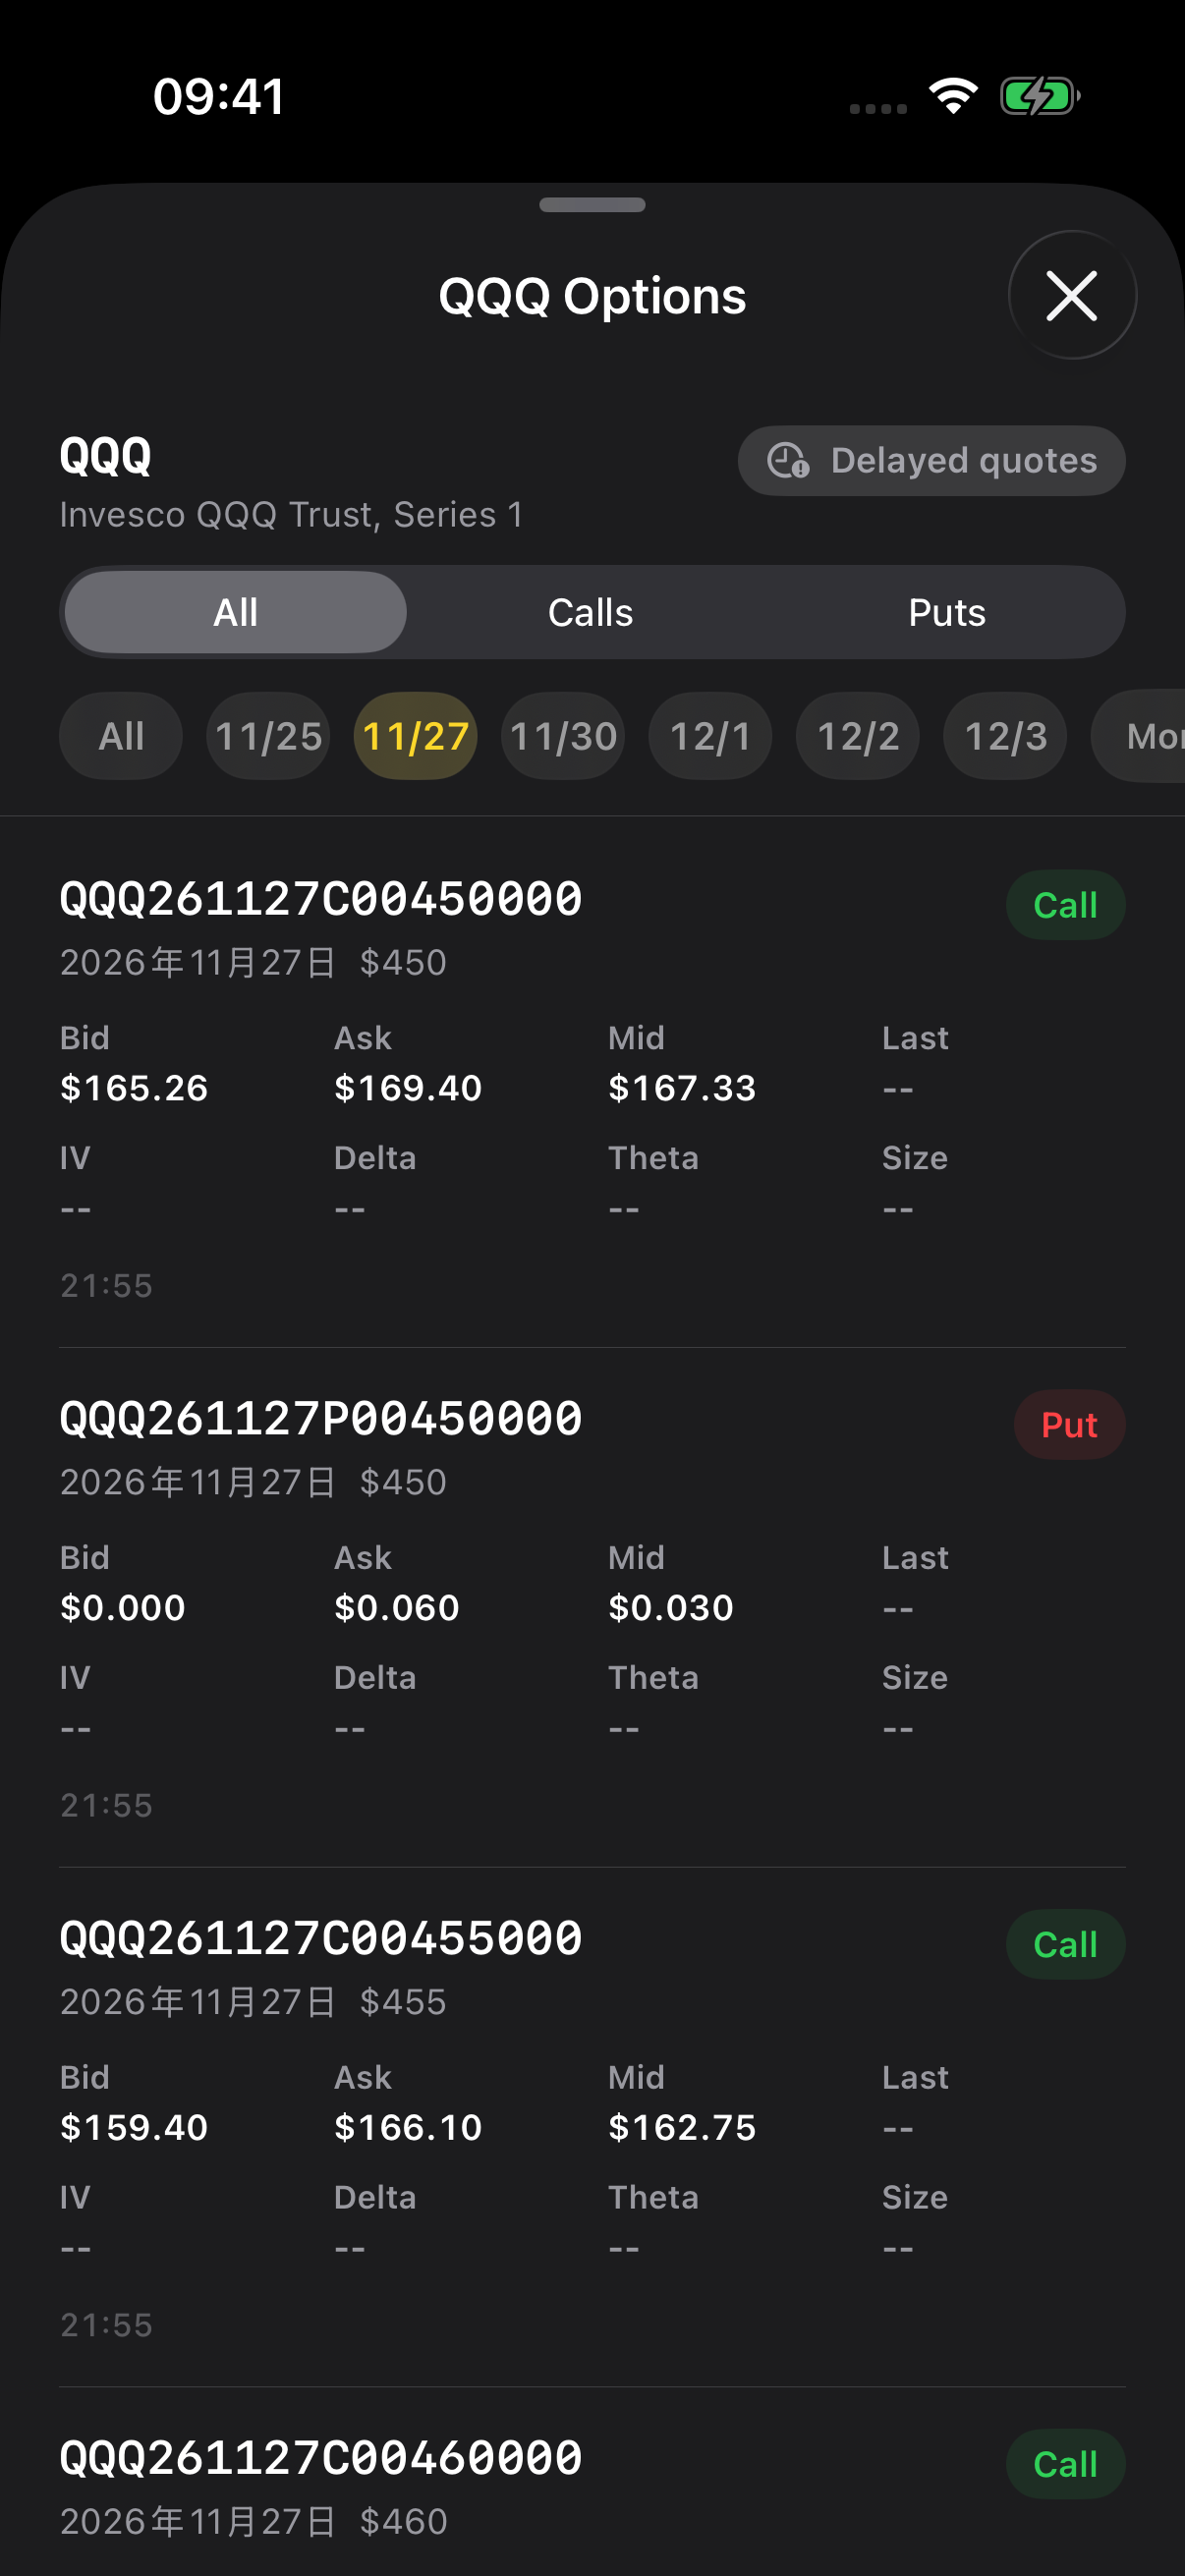 09:41
QQQ Options
QQQ
Delayed quotes
Invesco QQQ Trust, Series 1
All Calls Puts
All 11/25 11/27 11/30 12/1 12/2 12/3 Mor
QQQ261127C00450000
Call
2026年11月27日 $450
Bid Ask Mid Last
$165.26 $169.40 $167.33 --
IV Delta Theta Size
-- -- -- --
21:55
QQQ261127P00450000
Put
2026年11月27日 $450
Bid Ask Mid Last
$0.000 $0.060 $0.030 --
IV Delta Theta Size
-- -- -- --
21:55
QQQ261127C00455000
Call
2026年11月27日 $455
Bid Ask Mid Last
$159.40 $166.10 $162.75 --
IV Delta Theta Size
-- -- -- --
21:55
QQQ261127C00460000
Call
2026年11月27日 $460